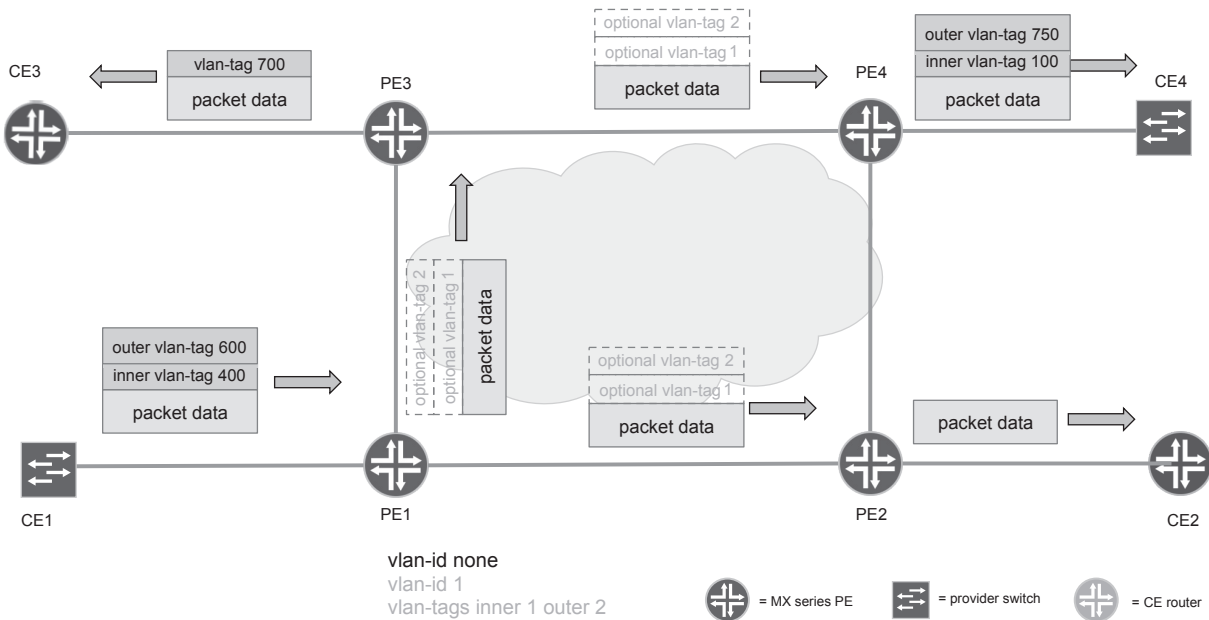 optional vlan-tag 2
optional vlan-tag 1
packet data
outer vlan-tag 750
inner vlan-tag 100
packet data
vlan-tag 700
packet data
CE3
PE3
PE4
CE4
optional vlan-tag 2
optional vlan-tag 1
packet data
outer vlan-tag 600
inner vlan-tag 400
packet data
optional vlan-tag 2
optional vlan-tag 1
packet data
packet data
CE1
PE1
PE2
CE2
vlan-id none
vlan-id 1
vlan-tags inner 1 outer 2
= MX series PE
= provider switch
= CE router